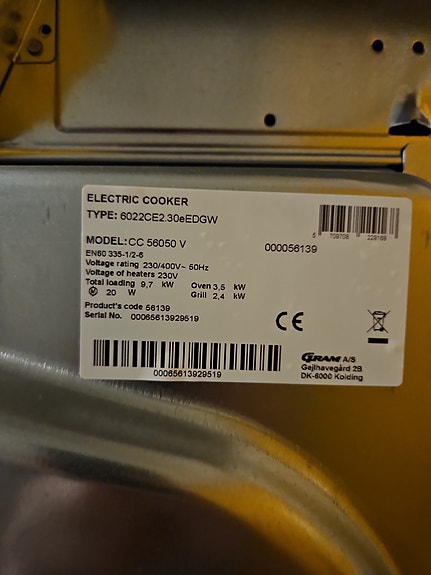 ELECTRIC COOKER
TYPE: 6022CE2.30eEDGW
MODEL: CC 56050 V
000056139
EN60 335-1/2-6
Voltage rating 230/400V~ 50Hz
Voltage of heaters 230V
Total loading 9,7 kW Oven 3,5 kW
20 W Grill 2,4 kW
Product's code 56139
Serial No. 00065613929519
CE
00065613929519
GRAM A/S
Gejlhavegård 2B
DK-6000 Kolding